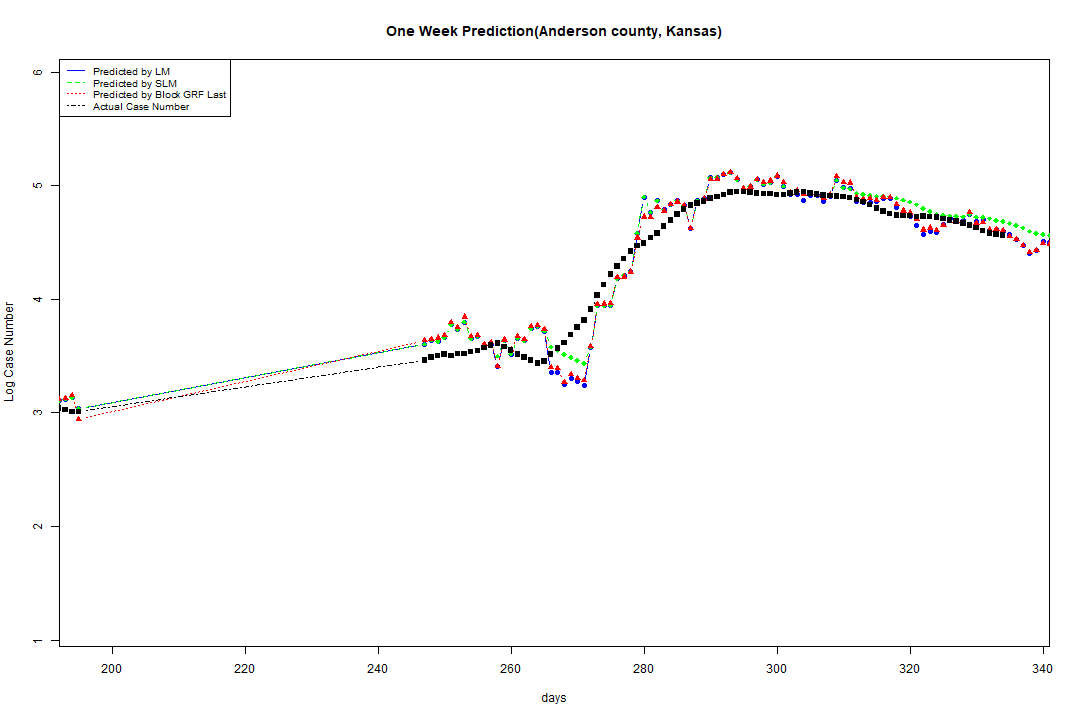 One Week Prediction(Anderson county, Kansas)
Predicted by LM
Predicted by SLM
Predicted by Block GRF Last
Actual Case Number
6
5
4
3
2
1
Log Case Number
200 220 240 260 280 300 320 340
days